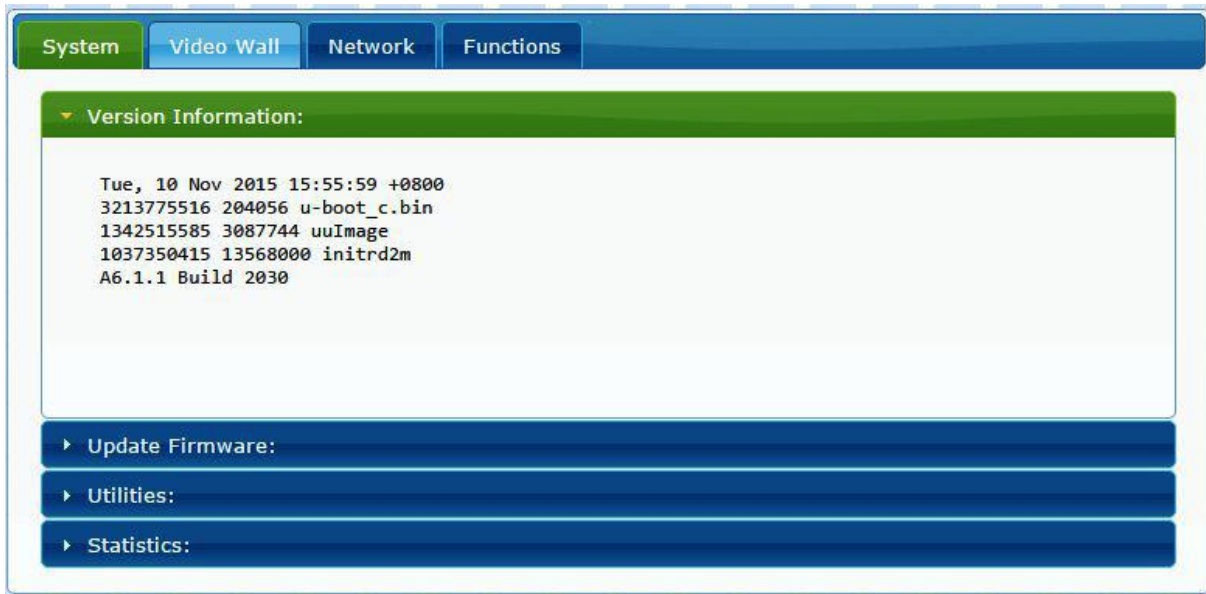 System Video Wall Network Functions
Version Information:
Tue, 10 Nov 2015 15:55:59 +0800
3213775516 204056 u-boot_c.bin
1342515585 3087744 uuImage
1037350415 13568000 initrd2m
A6.1.1 Build 2030
Update Firmware:
Utilities:
Statistics: